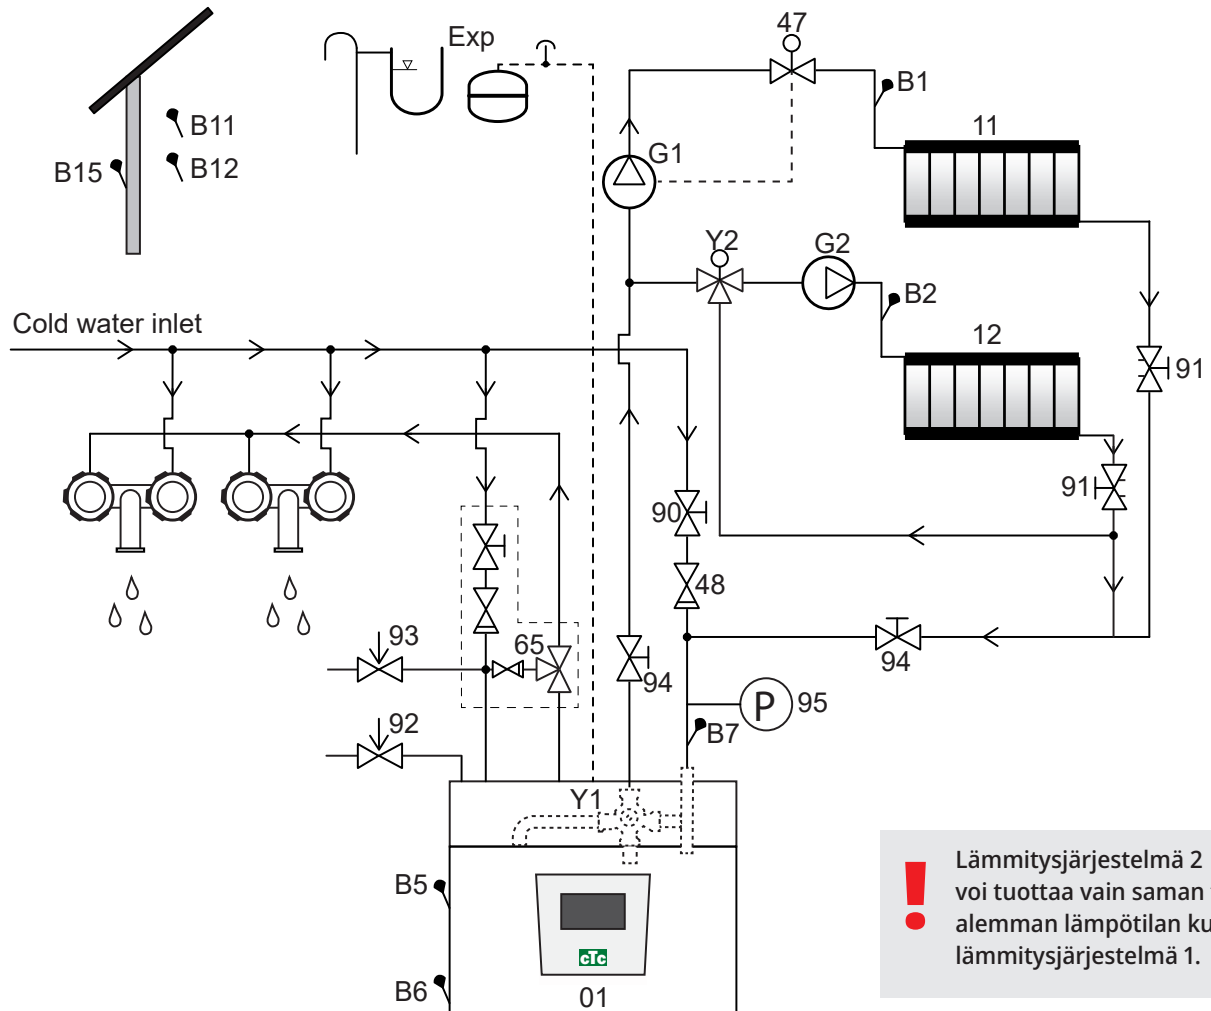 47
Exp
B1
B11
11
G1
B12
B15
Y2
G2
B2
Cold water inlet
12
91
91
90
48
93
65
94
94
P
95
B7
92
Y1
B5
Lämmitysjärjestelmä 2
voi tuottaa vain saman
alemman lämpötilan
lämmitysjärjestelmä 1.
!
cTc
B6
01